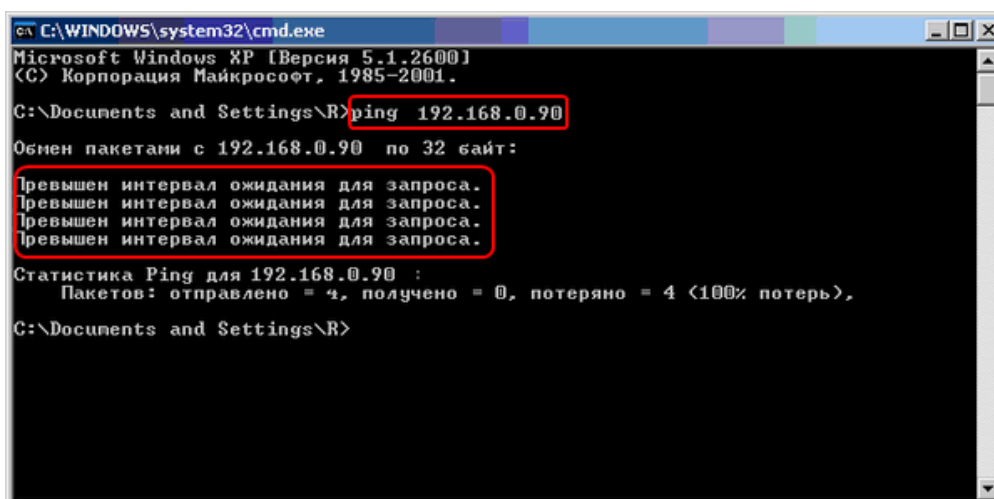 C:\WINDOWS\system32\cmd.exe
Microsoft Windows XP [Версия 5.1.2600]
(C) Корпорация Майкрософт, 1985-2001.
C:\Documents and Settings\R>ping 192.168.0.90
Обмен пакетами с 192.168.0.90 по 32 байт:
Превышен интервал ожидания для запроса.
Превышен интервал ожидания для запроса.
Превышен интервал ожидания для запроса.
Превышен интервал ожидания для запроса.
Статистика Ping для 192.168.0.90 :
Пакетов: отправлено = 4, получено = 0, потеряно = 4 (100% потерь),
C:\Documents and Settings\R>